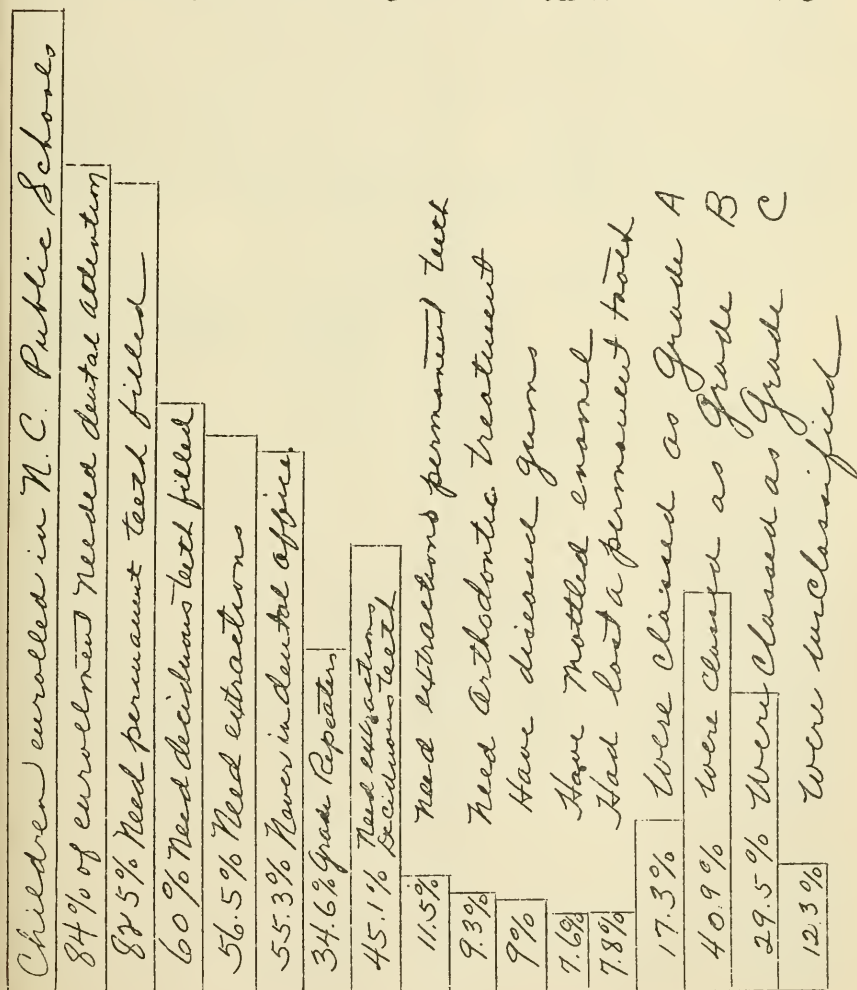 Children enrolled in N.C. Public Schools
84% of enrollment needed dental attention
82.5% Need permanent teeth filled
60% Need deciduous teeth filled
56.5% Need extractions
55.3% Never in dental office.
34.6% Grade Repeaters
45.1% Need extractions
deciduous teeth
11.5% need extractions permanent teeth
9.3% need orthodontic treatment
9% Have diseased gums
7.6% Have mottled enamel
7.8% Had lost a permanent tooth
17.3% were classed as Grade A
40.9% were classed as Grade B
29.5% were classed as Grade C
12.3% were unclassified